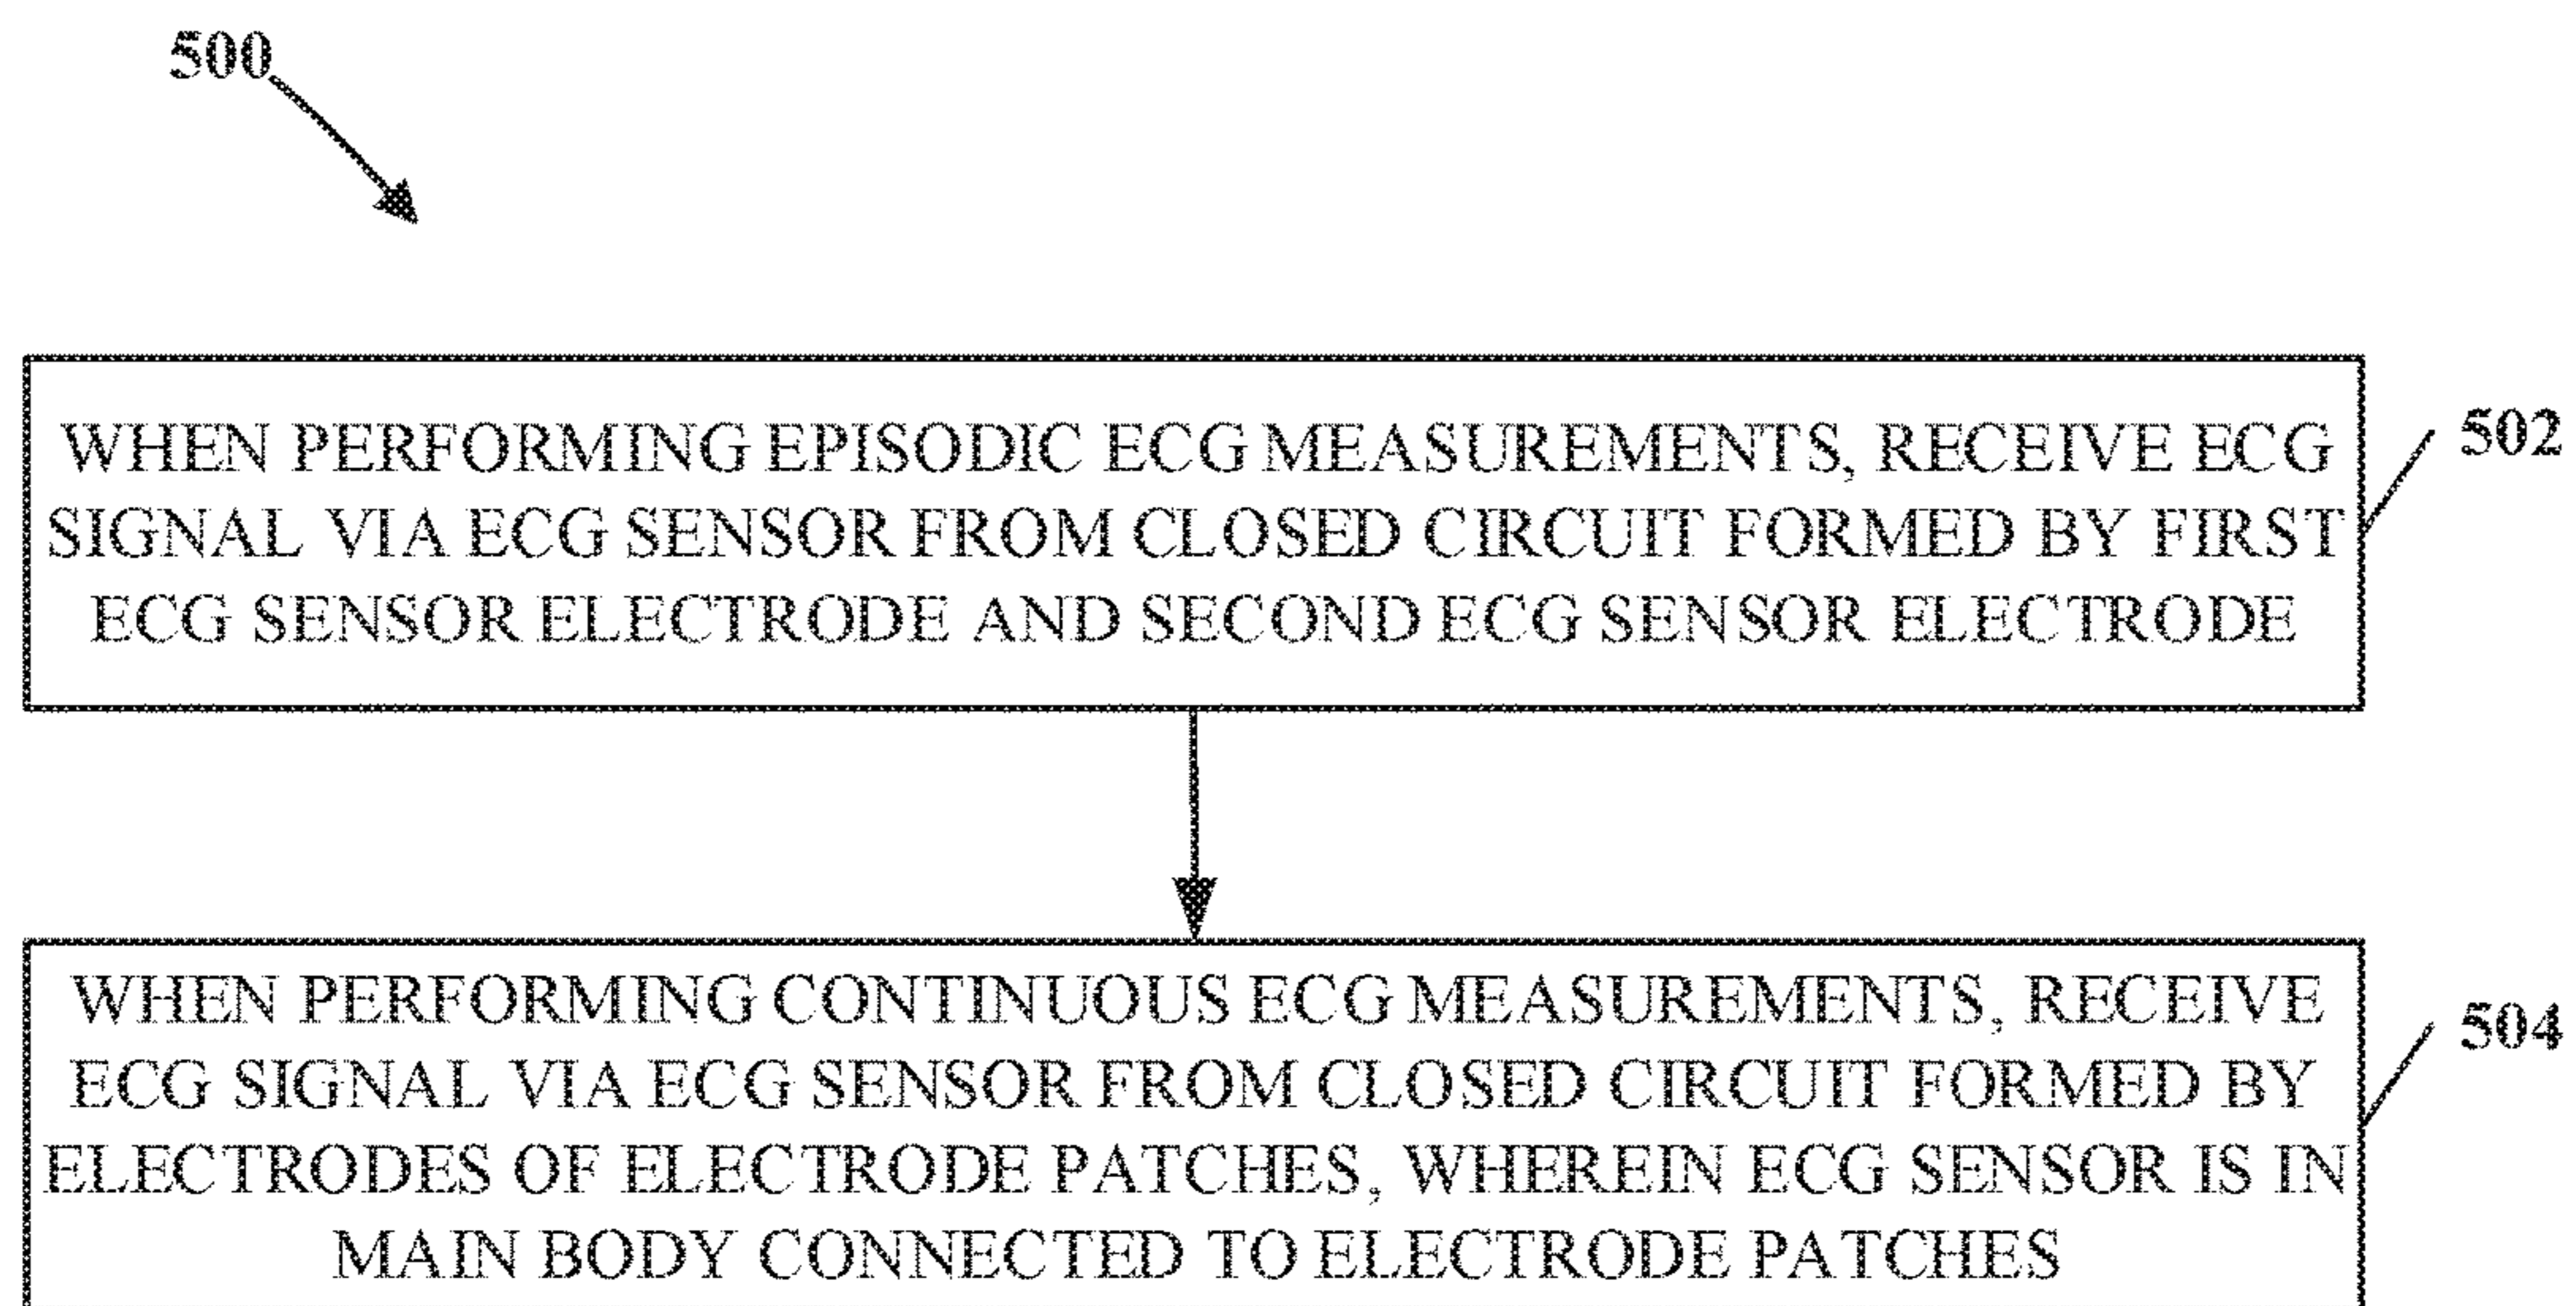 500
WHEN PERFORMING EPISODIC ECG MEASUREMENTS, RECEIVE ECG
SIGNAL VIA ECG SENSOR FROM CLOSED CIRCUIT FORMED BY FIRST
ECG SENSOR ELECTRODE AND SECOND ECG SENSOR ELECTRODE
502
WHEN PERFORMING CONTINUOUS ECG MEASUREMENTS, RECEIVE
ECG SIGNAL VIA ECG SENSOR FROM CLOSED CIRCUIT FORMED BY
ELECTRODES OF ELECTRODE PATCHES, WHEREIN ECG SENSOR IS IN
MAIN BODY CONNECTED TO ELECTRODE PATCHES
504